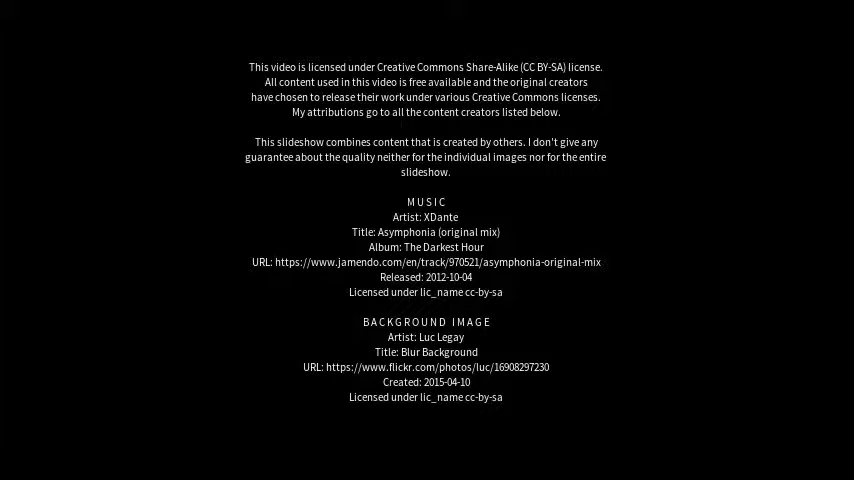 This video is licensed under Creative Commons Share-Alike (CC BY-SA) license.
All content used in this video is free available and the original creators
have chosen to release their work under various Creative Commons licenses.
My attributions go to all the content creators listed below.
This slideshow combines content that is created by others. I don't give any
guarantee about the quality neither for the individual images nor for the entire
slideshow.
MUSIC
Artist: XDante
Title: Asymphonia (original mix)
Album: The Darkest Hour
URL: https://www.jamendo.com/en/track/970521/asymphonia-original-mix
Released: 2012-10-04
Licensed under lic_name cc-by-sa
BACKGROUND IMAGE
Artist: Luc Legay
Title: Blur Background
URL: https://www.flickr.com/photos/luc/16908297230
Created: 2015-04-10
Licensed under lic_name cc-by-sa